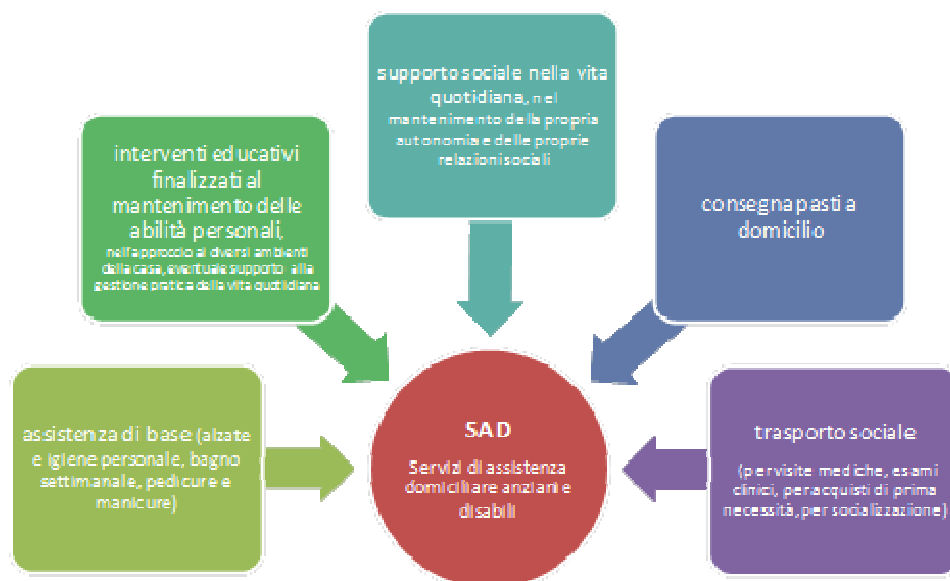 supporto sociale nella vita
quotidiana, nel
mantenimento della propria
autonomia e delle proprie
relazioni sociali
interventi educativi
finalizzati al
mantenimento delle
abilità personali,
nell'approccio ai diversi ambienti
della casa, eventuale supporto alla
gestione pratica della vita quotidiana
consegna pasti a
domicilio
assistenza di base (alzate
e igiene personale, bagno
settimanale, pedicure e
manicure)
SAD
Servizi di assistenza
domiciliare anziani e
disabili
trasporto sociale
(per visite mediche, esami
clinici, per acquisti di prima
necessità, per socializzazione)